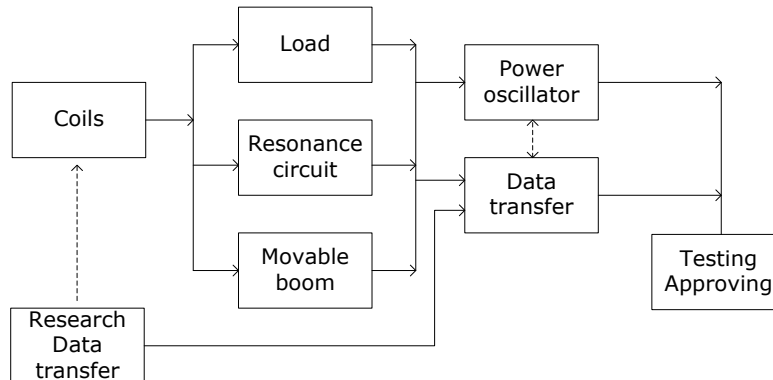 Load
Power
oscillator
Coils
Resonance
circuit
Data
transfer
Movable
boom
Testing
Approving
Research
Data
transfer